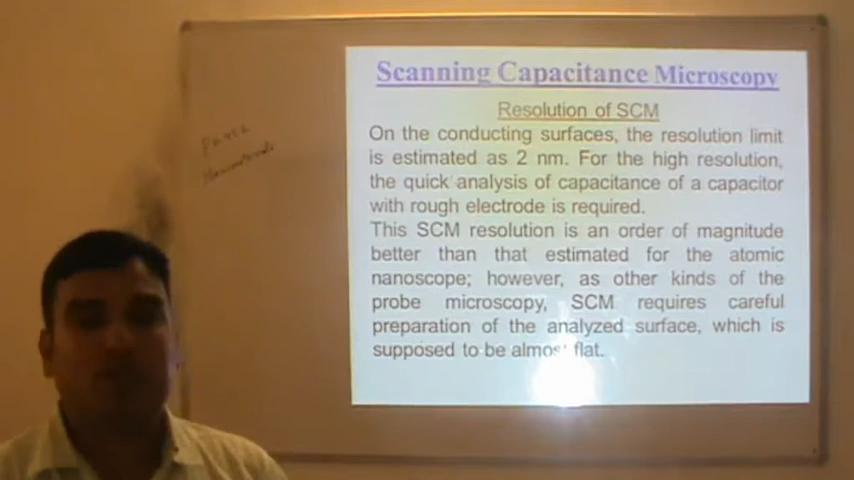 Scanning Capacitance Microscopy
Resolution of SCM
On the conducting surfaces, the resolution limit
is estimated as 2 nm. For the high resolution,
the quick analysis of capacitance of a capacitor
with rough electrode is required.
This SCM resolution is an order of magnitude
better than that estimated for the atomic
nanoscope; however, as other kinds of the
probe microscopy, SCM requires careful
preparation of the analyzed surface, which is
supposed to be almost flat.